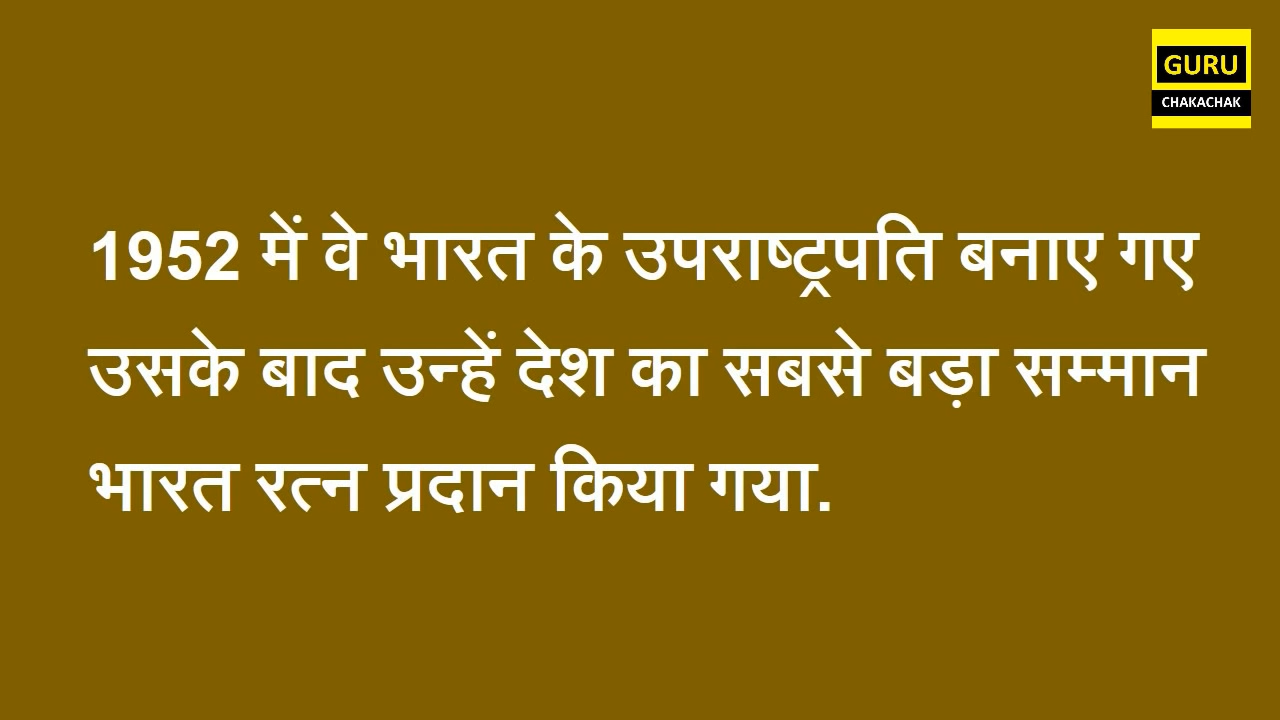 GURU
CHAKACHAK
1952 में वे भारत के उपराष्ट्रपति बनाए गए
उसके बाद उन्हें देश का सबसे बड़ा सम्मान
भारत रत्न प्रदान किया गया.